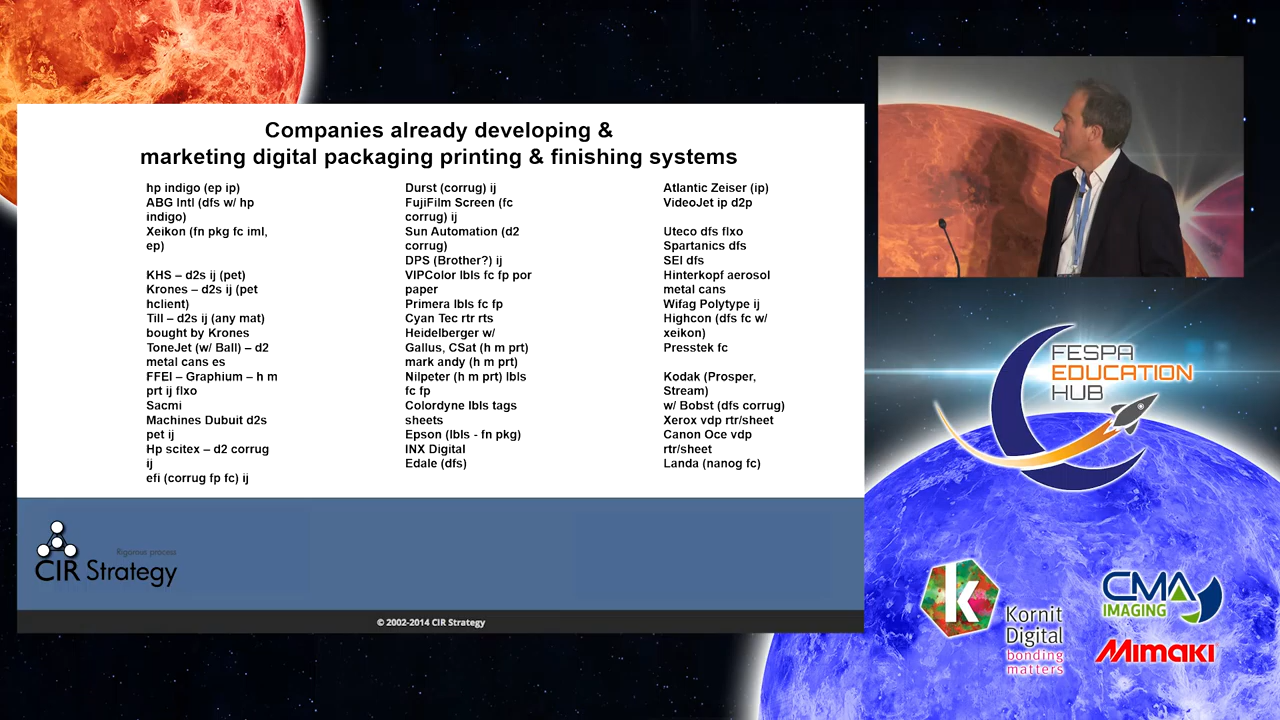 Companies already developing &
marketing digital packaging printing & finishing systems
hp indigo (ep ip)
ABG Intl (dfs w/ hp
indigo)
Xeikon (fn pkg fc iml,
ep)
KHS – d2s ij (pet)
Krones – d2s ij (pet
hclient)
Till – d2s ij (any mat)
bought by Krones
ToneJet (w/ Ball) – d2
metal cans es
FFEI – Graphium – h m
prt ij flxo
Sacmi
Machines Dubuit d2s
pet ij
Hp scitex – d2 corrug
ij
efi (corrug fp fc) ij
Durst (corrug) ij
FujiFilm Screen (fc
corrug) ij
Sun Automation (d2
corrug)
DPS (Brother?) ij
VIPColor lbls fc fp por
paper
Primera lbls fc fp
Cyan Tec rtr rts
Heidelberger w/
Gallus, CSat (h m prt)
mark andy (h m prt)
Nilpeter (h m prt) lbls
fc fp
Colordyne lbls tags
sheets
Epson (lbls - fn pkg)
INX Digital
Edale (dfs)
Atlantic Zeiser (ip)
VideoJet ip d2p
Uteco dfs flxo
Spartanics dfs
SEI dfs
Hinterkopf aerosol
metal cans
Wifag Polytype ij
Highcon (dfs fc w/
xeikon)
Presstek fc
Kodak (Prosper,
Stream)
w/ Bobst (dfs corrug)
Xerox vdp rtr/sheet
Canon Oce vdp
rtr/sheet
Landa (nanog fc)
Rigorous process
CIR Strategy
© 2002-2014 CIR Strategy
FESPA
EDUCATION
HUB
k
Kornit
Digital
bonding
matters
CMA
IMAGING
Mimaki